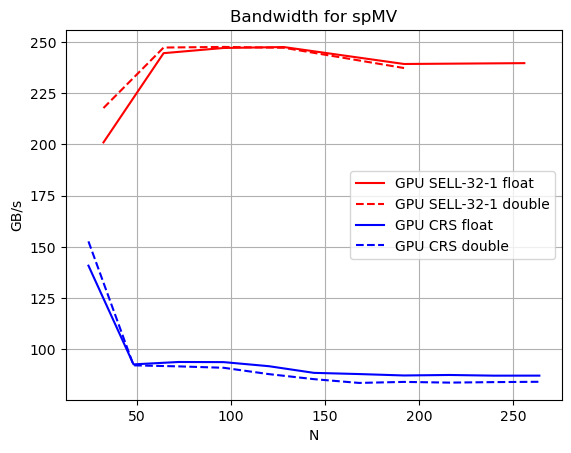 Bandwidth for spMV
GB/s
250
225
200
175
150
125
100
GPU SELL-32-1 float
GPU SELL-32-1 double
GPU CRS float
GPU CRS double
50
100
150
200
250
N